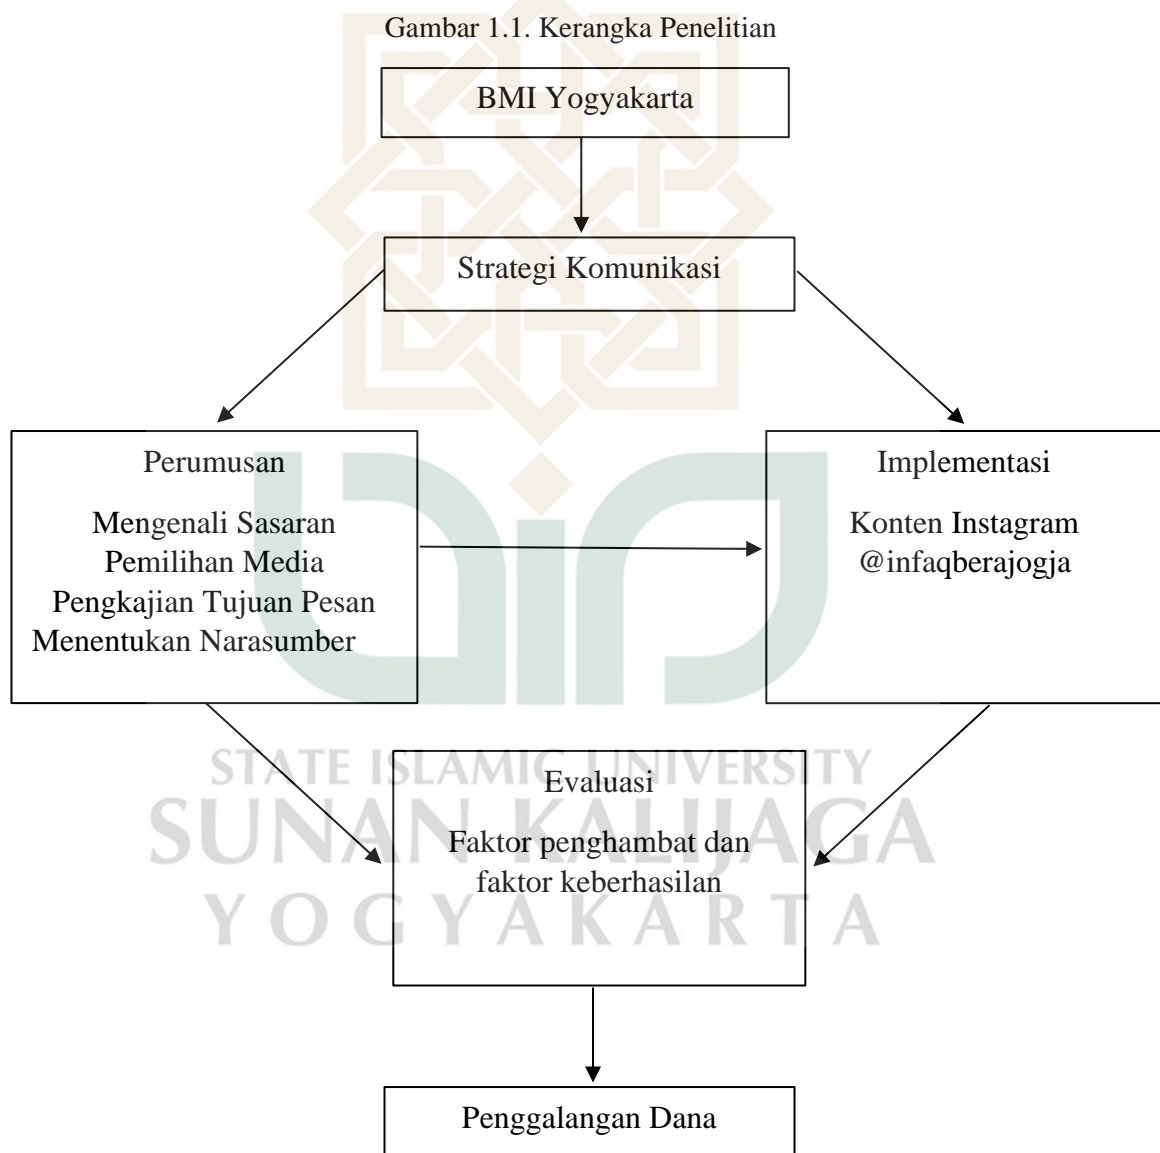 Gambar 1.1. Kerangka Penelitian
BMI Yogyakarta
Strategi Komunikasi
Perumusan
Mengenali Sasaran
Pemilihan Media
Pengkajian Tujuan Pesan
Menentukan Narasumber
Implementasi
Konten Instagram
@infaqberajogja
Evaluasi
Faktor penghambat dan
faktor keberhasilan
Penggalangan Dana
STATE ISLAMIC UNIVERSITY
SUNAN KALIJAGA
YOGYAKARTA